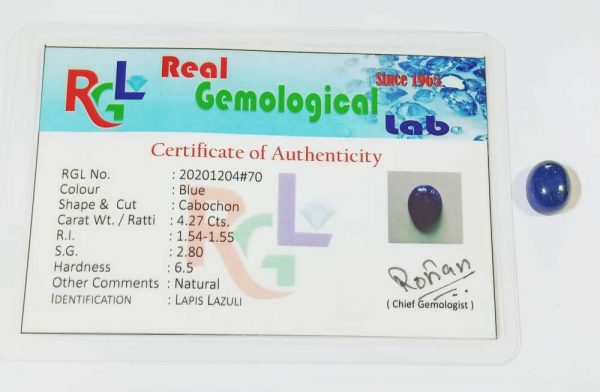 RGL Real
Since 1965
Gemological
Lab
Certificate of Authenticity
RGL No. : 20201204#70
Colour : Blue
Shape & Cut : Cabochon
Carat Wt. / Ratti : 4.27 Cts.
R.I. : 1.54-1.55
S.G. : 2.80
Hardness : 6.5
Other Comments : Natural
IDENTIFICATION : LAPIS LAZULI
RGL
Rohan
( Chief Gemologist )